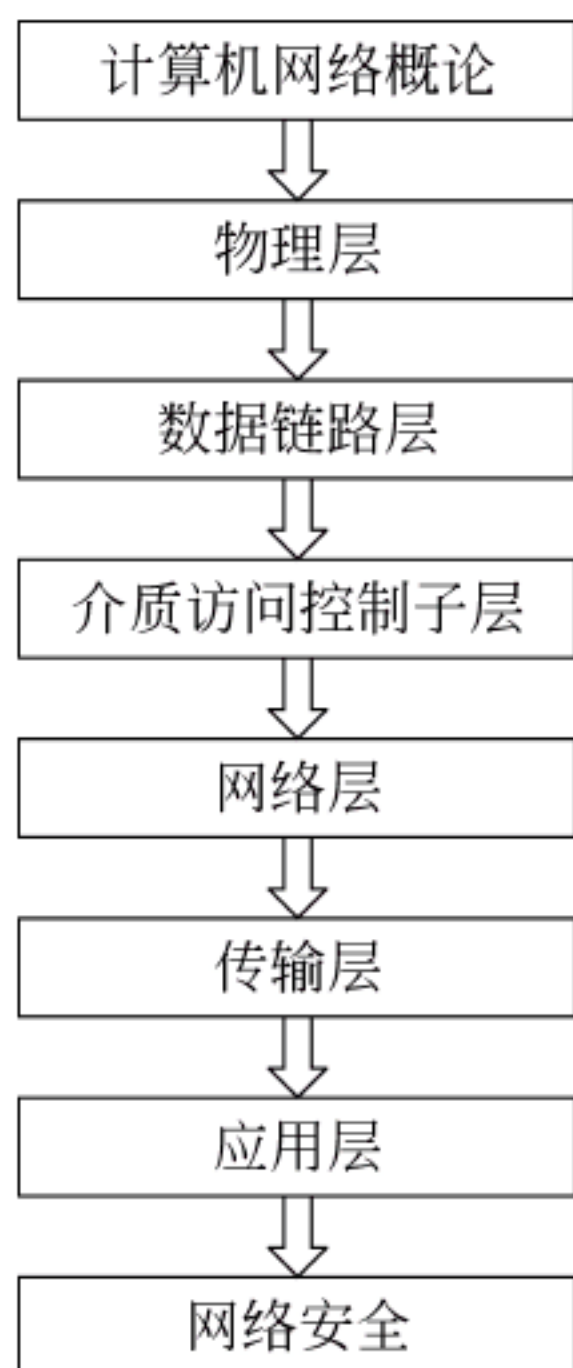 计算机网络概论
物理层
数据链路层
介质访问控制子层
网络层
传输层
应用层
网络安全